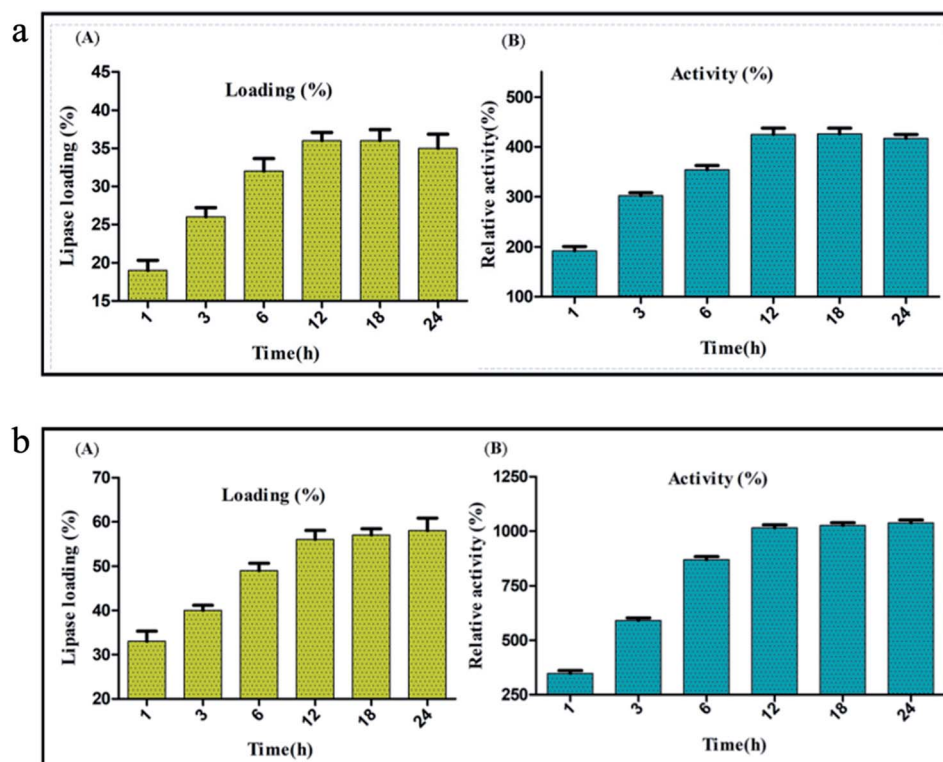 a
(A)
Loading (%)
Lipase loading (%)
45
40
35
30
25
20
15
1 3 6 12 18 24
Time(h)
(B)
Activity (%)
Relative activity(%)
500
400
300
200
100
1 3 6 12 18 24
Time(h)
b
(A)
Loading (%)
Lipase loading (%)
70
60
50
40
30
20
1 3 6 12 18 24
Time(h)
(B)
Activity (%)
Relative activity (%)
1250
1000
750
500
250
1 3 6 12 18 24
Time(h)